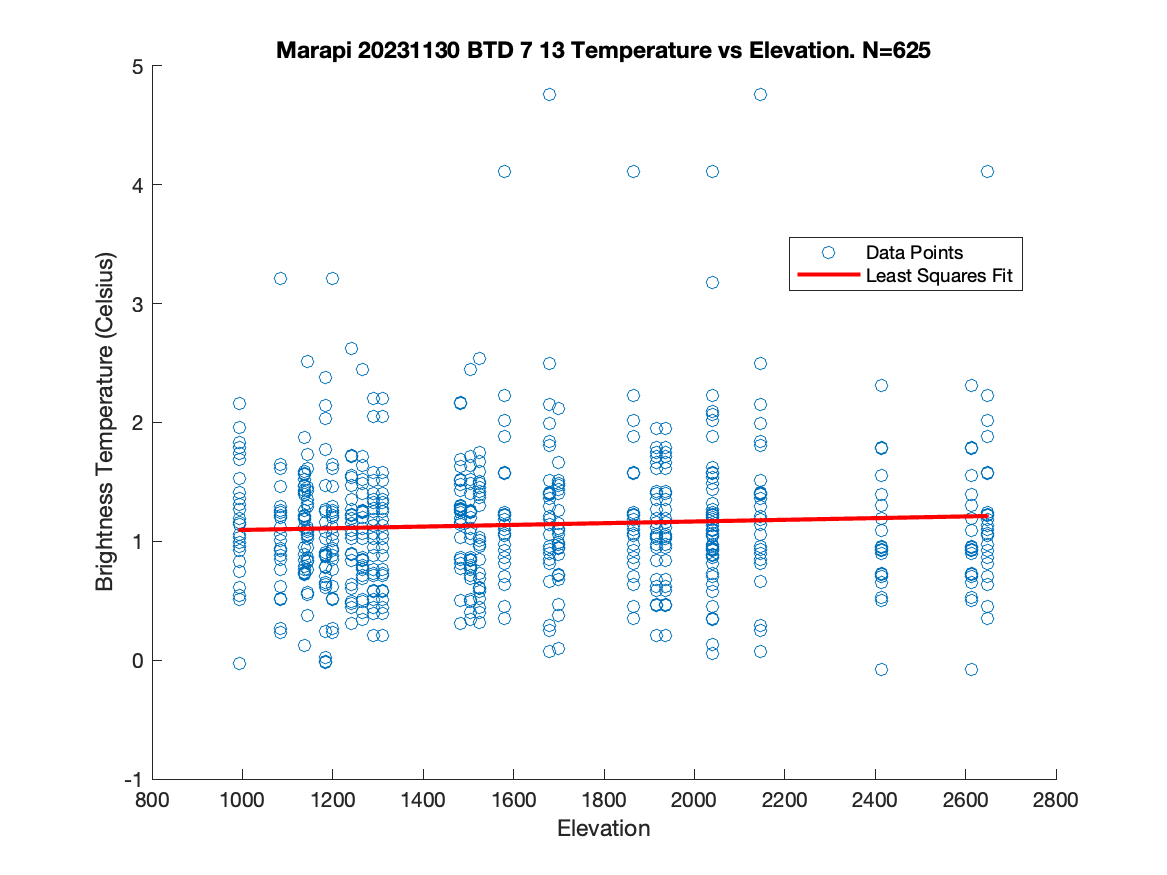 Marapi 20231130 BTD 7 13 Temperature vs Elevation. N=625
5
4
3
2
1
0
-1
Brightness Temperature (Celsius)
Data Points
Least Squares Fit
800 1000 1200 1400 1600 1800 2000 2200 2400 2600 2800
Elevation